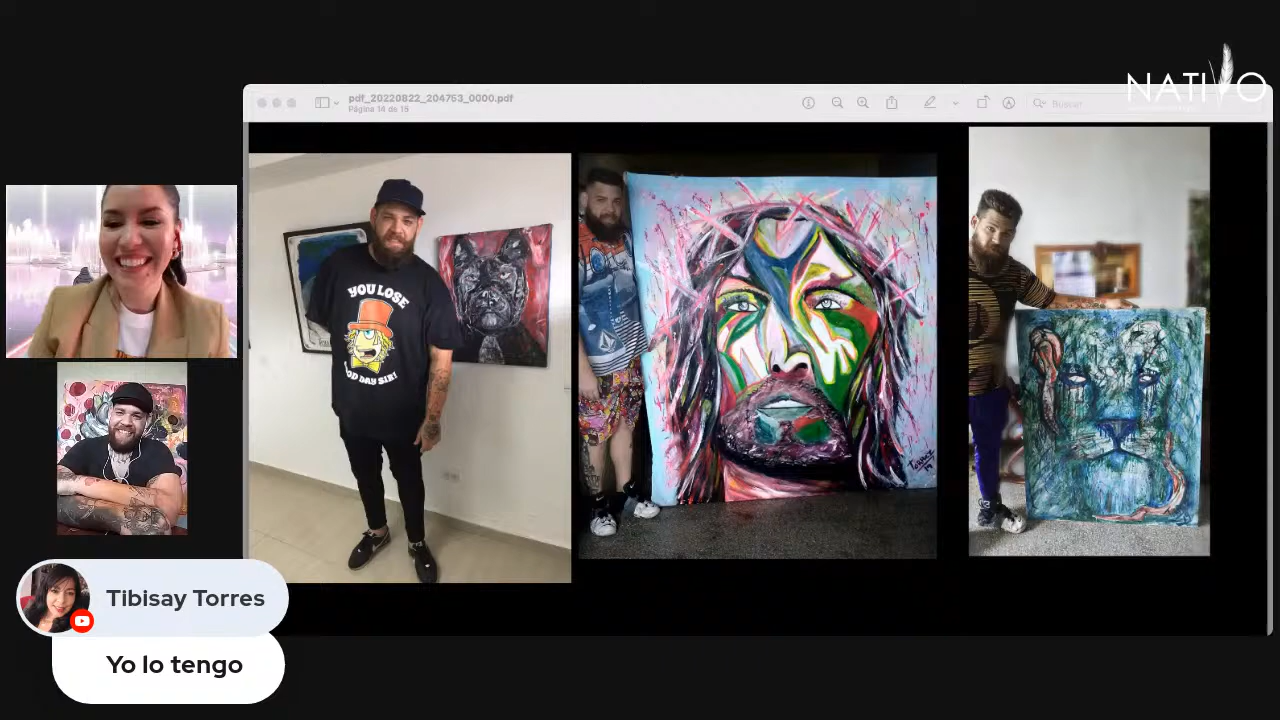 NATIVO
pdf_20220822_204753_0000.pdf
Página 14 de 15
Buscar
YOU LOSE
GOOD DAY SIR!
Tibisay Torres
Yo lo tengo